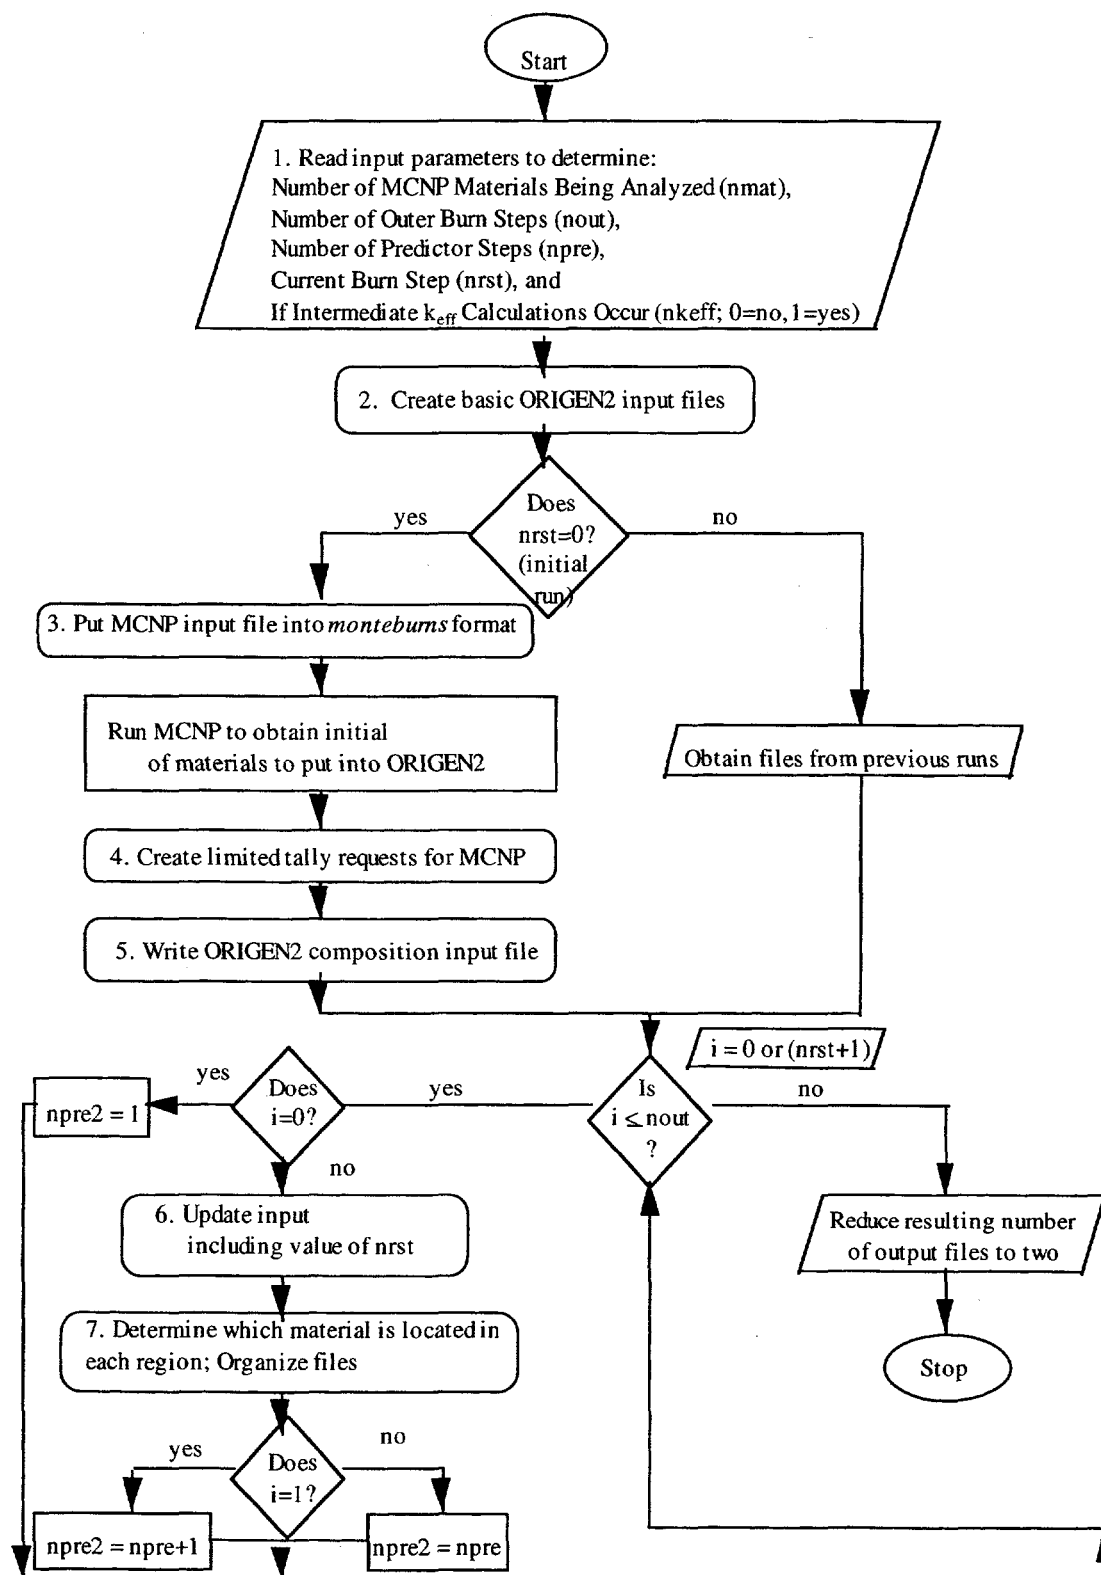 Start
1. Read input parameters to determine:
Number of MCNP Materials Being Analyzed (nmat),
Number of Outer Burn Steps (nout),
Number of Predictor Steps (npre),
Current Burn Step (nrst), and
If Intermediate keff Calculations Occur (nkeff; 0=no, 1=yes)
2. Create basic ORIGEN2 input files
Does
nrst=0?
(initial
run)
yes
no
3. Put MCNP input file into monteburns format
Run MCNP to obtain initial
of materials to put into ORIGEN2
Obtain files from previous runs
4. Create limited tally requests for MCNP
5. Write ORIGEN2 composition input file
i = 0 or (nrst+1)
Is
i ≤ nout
?
yes
no
Does
i=0?
yes
npre2 = 1
no
6. Update input
including value of nrst
Reduce resulting number
of output files to two
7. Determine which material is located in
each region; Organize files
Stop
Does
i=1?
yes
no
npre2 = npre+1
npre2 = npre